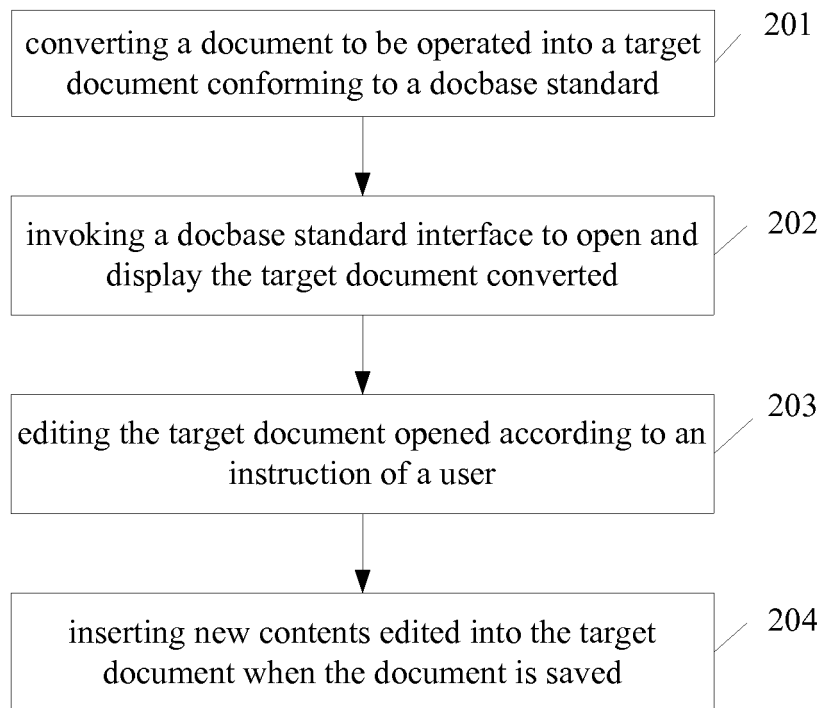 converting a document to be operated into a target
document conforming to a docbase standard
201
invoking a docbase standard interface to open and
display the target document converted
202
editing the target document opened according to an
instruction of a user
203
inserting new contents edited into the target
document when the document is saved
204